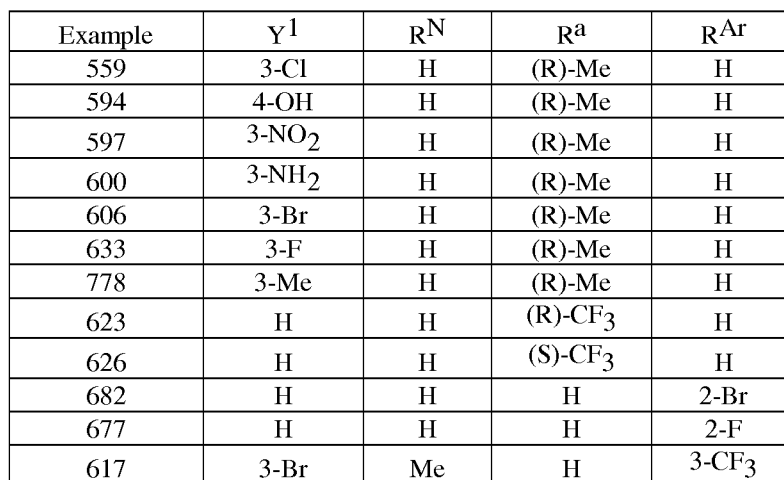 Example Y1 RN Ra RAr
559 3-Cl H (R)-Me H
594 4-OH H (R)-Me H
597 3-NO2 H (R)-Me H
600 3-NH2 H (R)-Me H
606 3-Br H (R)-Me H
633 3-F H (R)-Me H
778 3-Me H (R)-Me H
623 H H (R)-CF3 H
626 H H (S)-CF3 H
682 H H H 2-Br
677 H H H 2-F
617 3-Br Me H 3-CF3